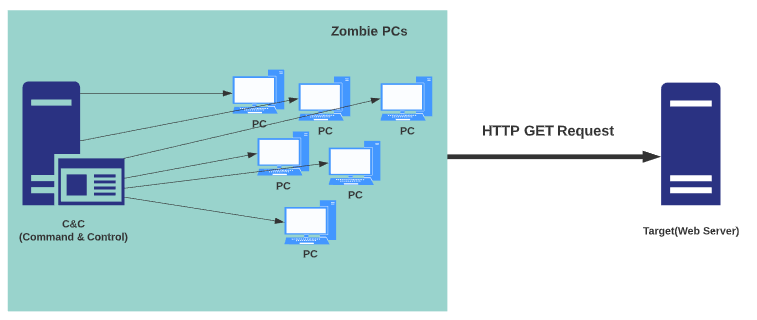 Zombie PCs
PC
PC
PC
PC
PC
PC
HTTP GET Request
C&C
(Command & Control)
Target(Web Server)